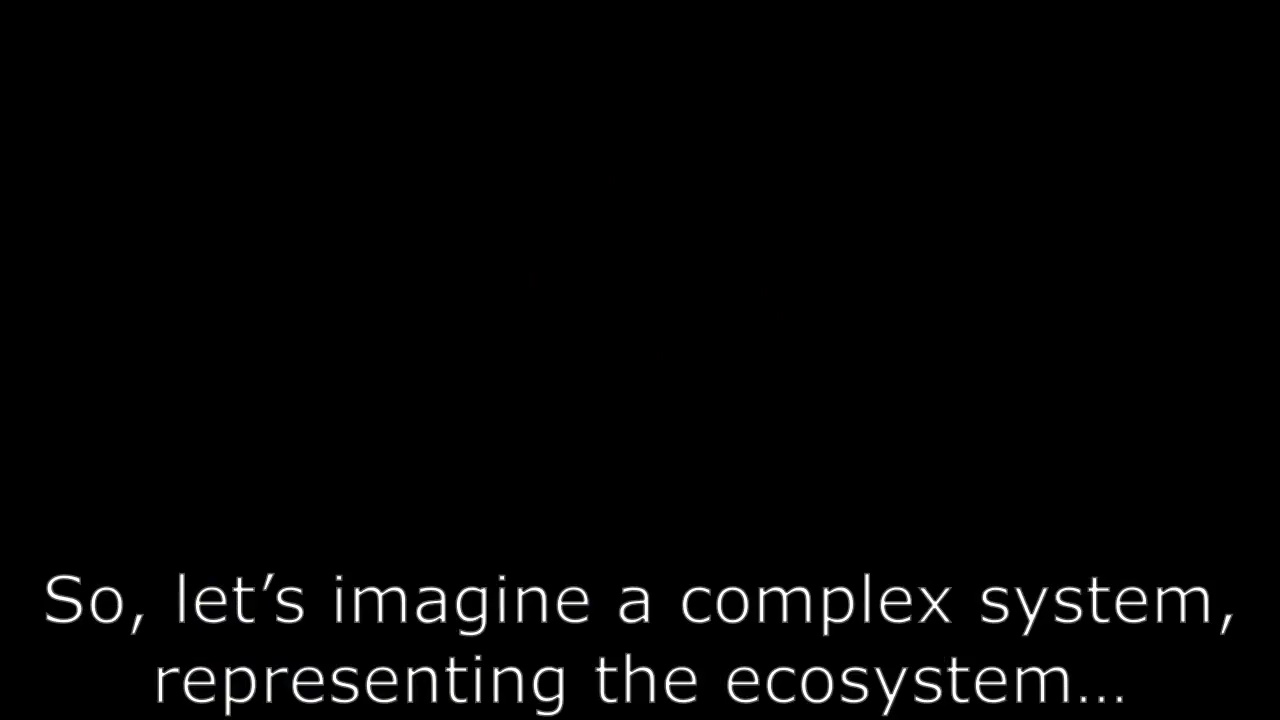 So, let’s imagine a complex system,
representing the ecosystem…